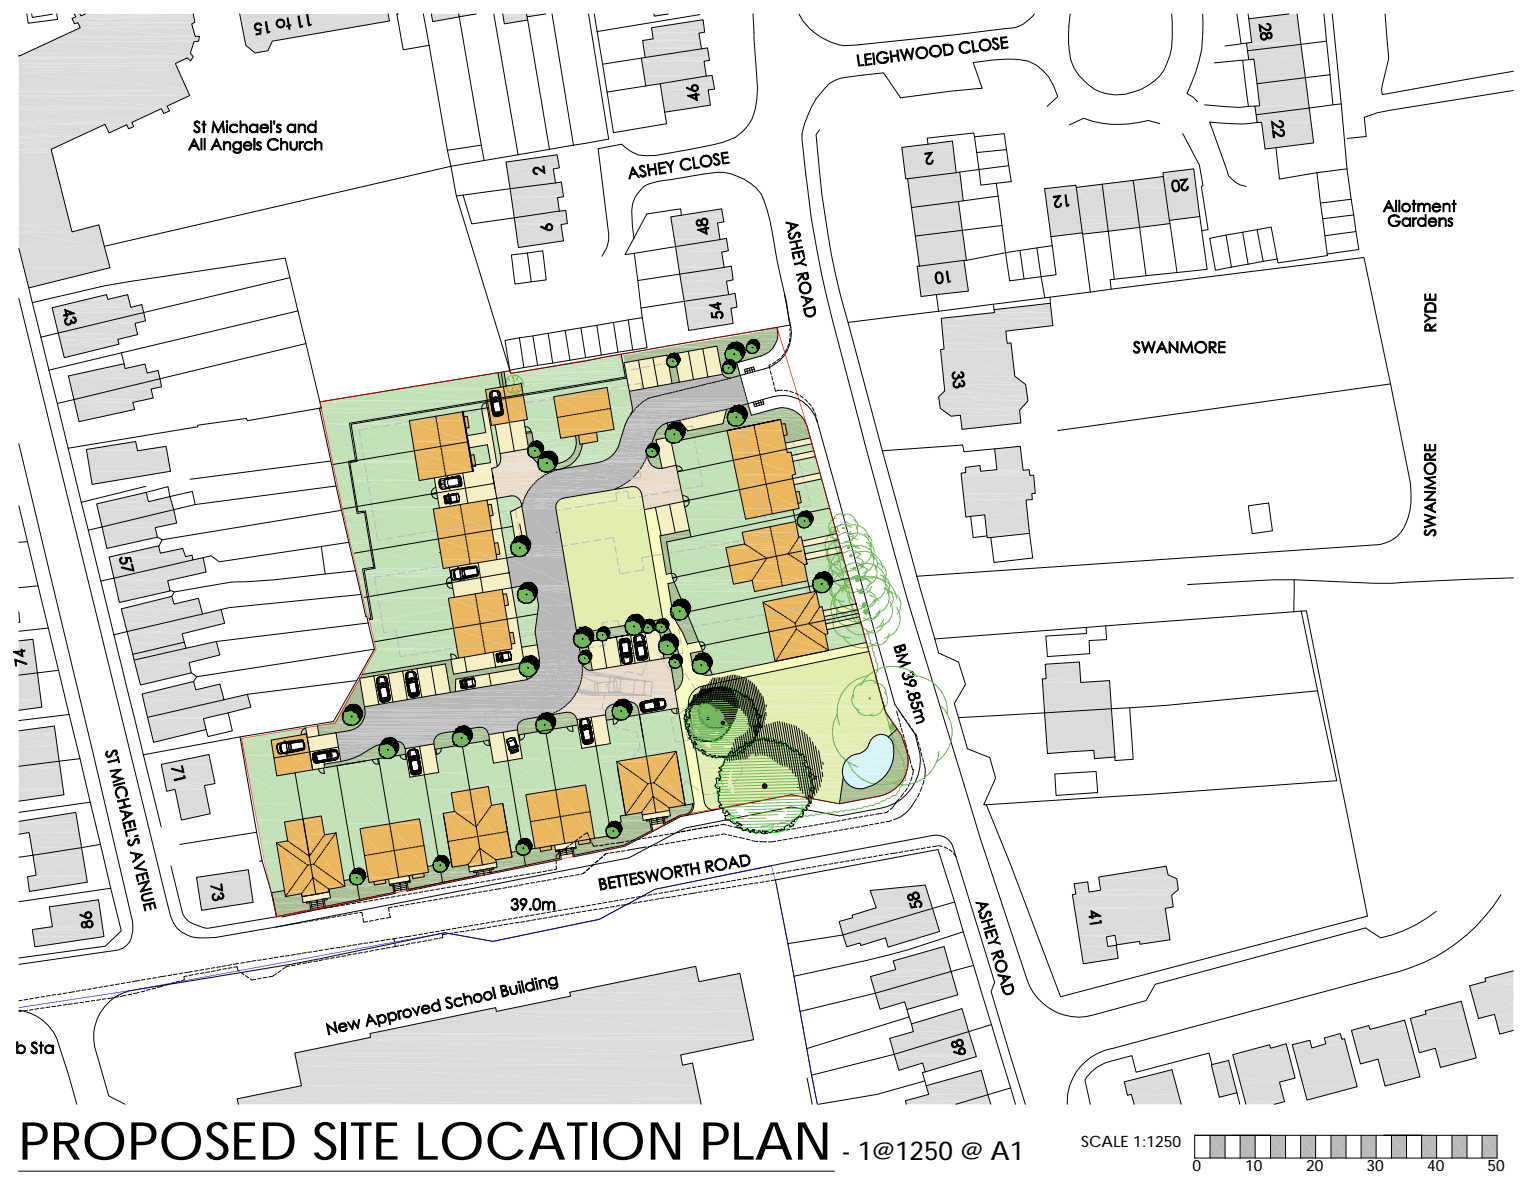 11 to 15
28
LEIGHWOOD CLOSE
46
22
St Michael's and
All Angels Church
2
ASHEY CLOSE
2
20
12
Allotment
Gardens
6
48
ASHEY ROAD
10
54
43
RYDE
SWANMORE
33
SWANMORE
57
74
BM 39.85m
71
ST MICHAEL'S AVENUE
73
98
BETTESWORTH ROAD
39.0m
85
41
ASHEY ROAD
New Approved School Building
b Sta
89
PROPOSED SITE LOCATION PLAN - 1@1250 @ A1
SCALE 1:1250
0 10 20 30 40 50